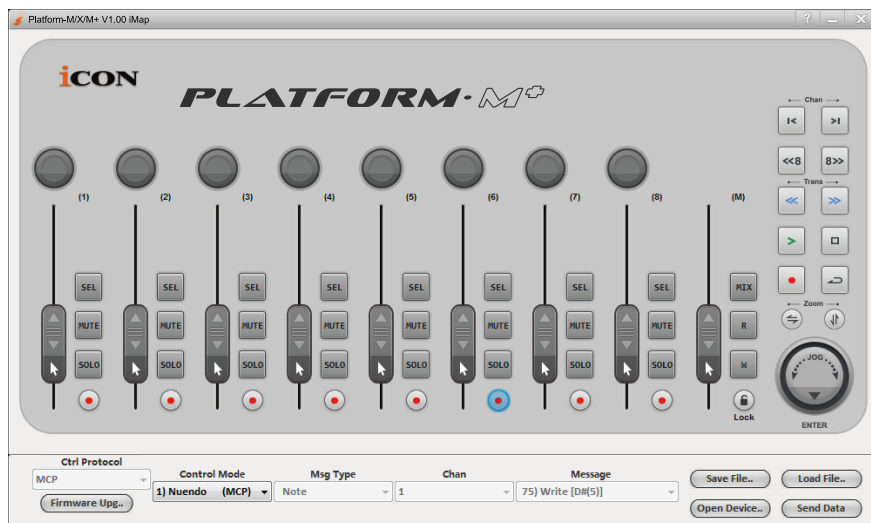 Platform-M/X/M+ V1.00 iMap
? _ X
iCON
PLATFORM·M+
Chan
I< >I
<<8 8>>
Trans
<< >>
>
(1) (2) (3) (4) (5) (6) (7) (8) (M)
SEL SEL SEL SEL SEL SEL SEL SEL MIX
MUTE MUTE MUTE MUTE MUTE MUTE MUTE MUTE R
SOLO SOLO SOLO SOLO SOLO SOLO SOLO SOLO W
Lock
Zoom
JOG
ENTER
Ctrl Protocol
MCP
Firmware Upg..
Control Mode
1) Nuendo (MCP)
Msg Type
Note
Chan
1
Message
75) Write [D#(5)]
Save File.. Load File..
Open Device.. Send Data